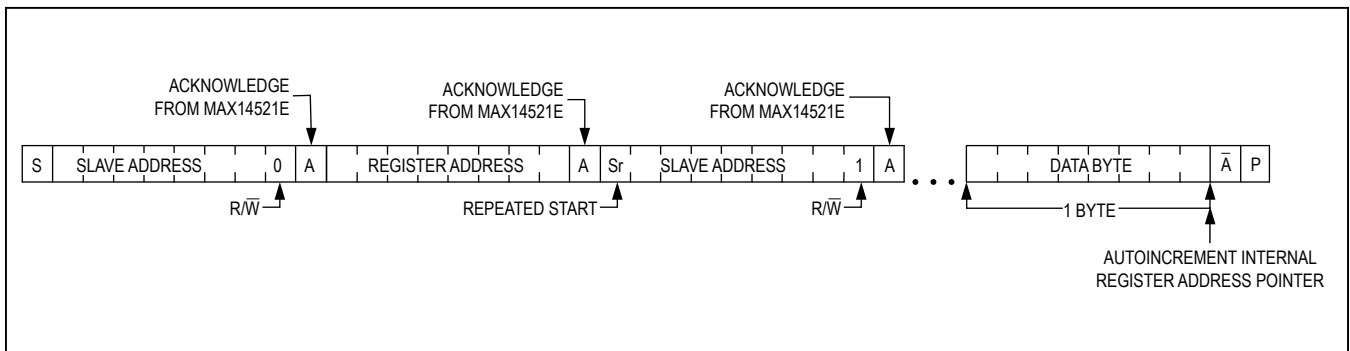 ACKNOWLEDGE
FROM MAX14521E
ACKNOWLEDGE
FROM MAX14521E
ACKNOWLEDGE
FROM MAX14521E
S SLAVE ADDRESS 0 A REGISTER ADDRESS A Sr SLAVE ADDRESS 1 A ... DATA BYTE A̅ P
R/W̅ REPEATED START R/W̅ 1 BYTE
AUTOINCREMENT INTERNAL
REGISTER ADDRESS POINTER